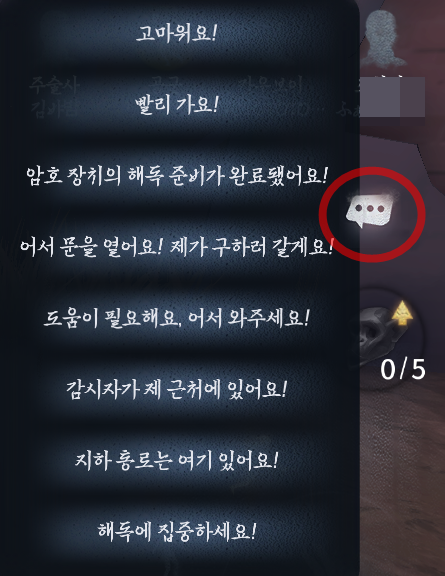 고마워요!
빨리 가요!
암호 장치의 해독 준비가 완료됐어요!
어서 문을 열어요! 제가 구하러 갈게요!
도움이 필요해요, 어서 와주세요!
0/5
감시자가 제 근처에 있어요!
지하 통로는 여기 있어요!
해독에 집중하세요!